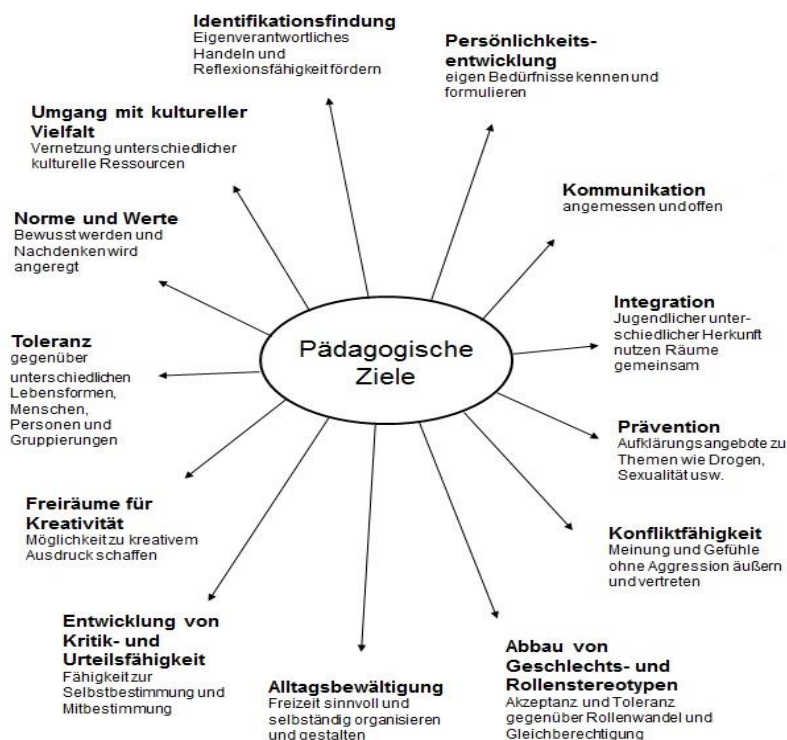 Identifikationsfindung
Eigenverantwortliches
Handeln und
Reflexionsfähigkeit fördern
Persönlichkeits-
entwicklung
eigen Bedürfnisse kennen und
formulieren
Umgang mit kultureller
Vielfalt
Vernetzung unterschiedlicher
kulturelle Ressourcen
Kommunikation
angemessen und offen
Norme und Werte
Bewusst werden und
Nachdenken wird
angeregt
Integration
Jugendlicher unter-
schiedlicher Herkunft
nutzen Räume
gemeinsam
Pädagogische
Ziele
Toleranz
gegenüber
unterschiedlichen
Lebensformen,
Menschen,
Personen und
Gruppierungen
Prävention
Aufklärungsangebote zu
Themen wie Drogen,
Sexualität usw.
Freiräume für
Kreativität
Möglichkeit zu kreativem
Ausdruck schaffen
Konfliktfähigkeit
Meinung und Gefühle
ohne Aggression äußern
und vertreten
Entwicklung von
Kritik- und
Urteilsfähigkeit
Fähigkeit zur
Selbstbestimmung und
Mitbestimmung
Alltagsbewältigung
Freizeit sinnvoll und
selbständig organisieren
und gestalten
Abbau von
Geschlechts- und
Rollenstereotypen
Akzeptanz und Toleranz
gegenüber Rollenwandel und
Gleichberechtigung